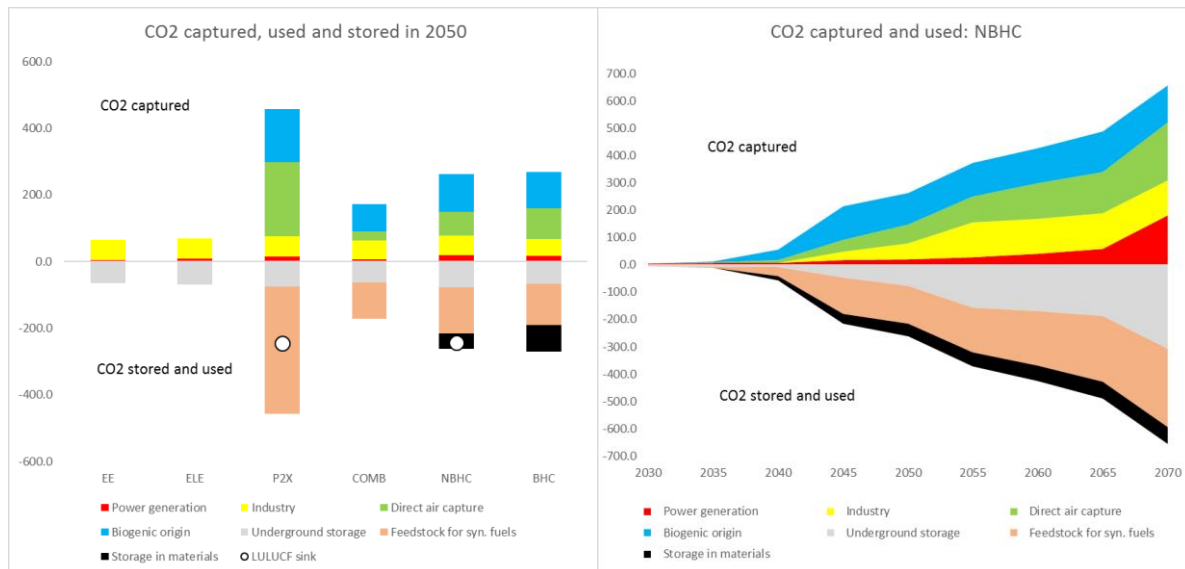 CO2 captured, used and stored in 2050
600.0
400.0
200.0
0.0
-200.0
-400.0
-600.0
CO2 captured
CO2 stored and used
EE ELE P2X COMB NBHC BHC
Power generation Industry Direct air capture
Biogenic origin Underground storage Feedstock for syn. fuels
Storage in materials LULUCF sink
CO2 captured and used: NBHC
700.0
600.0
500.0
400.0
300.0
200.0
100.0
0.0
-100.0
-200.0
-300.0
-400.0
-500.0
-600.0
-700.0
CO2 captured
CO2 stored and used
2030 2035 2040 2045 2050 2055 2060 2065 2070
Power generation Industry Direct air capture
Biogenic origin Underground storage Feedstock for syn. fuels
Storage in materials